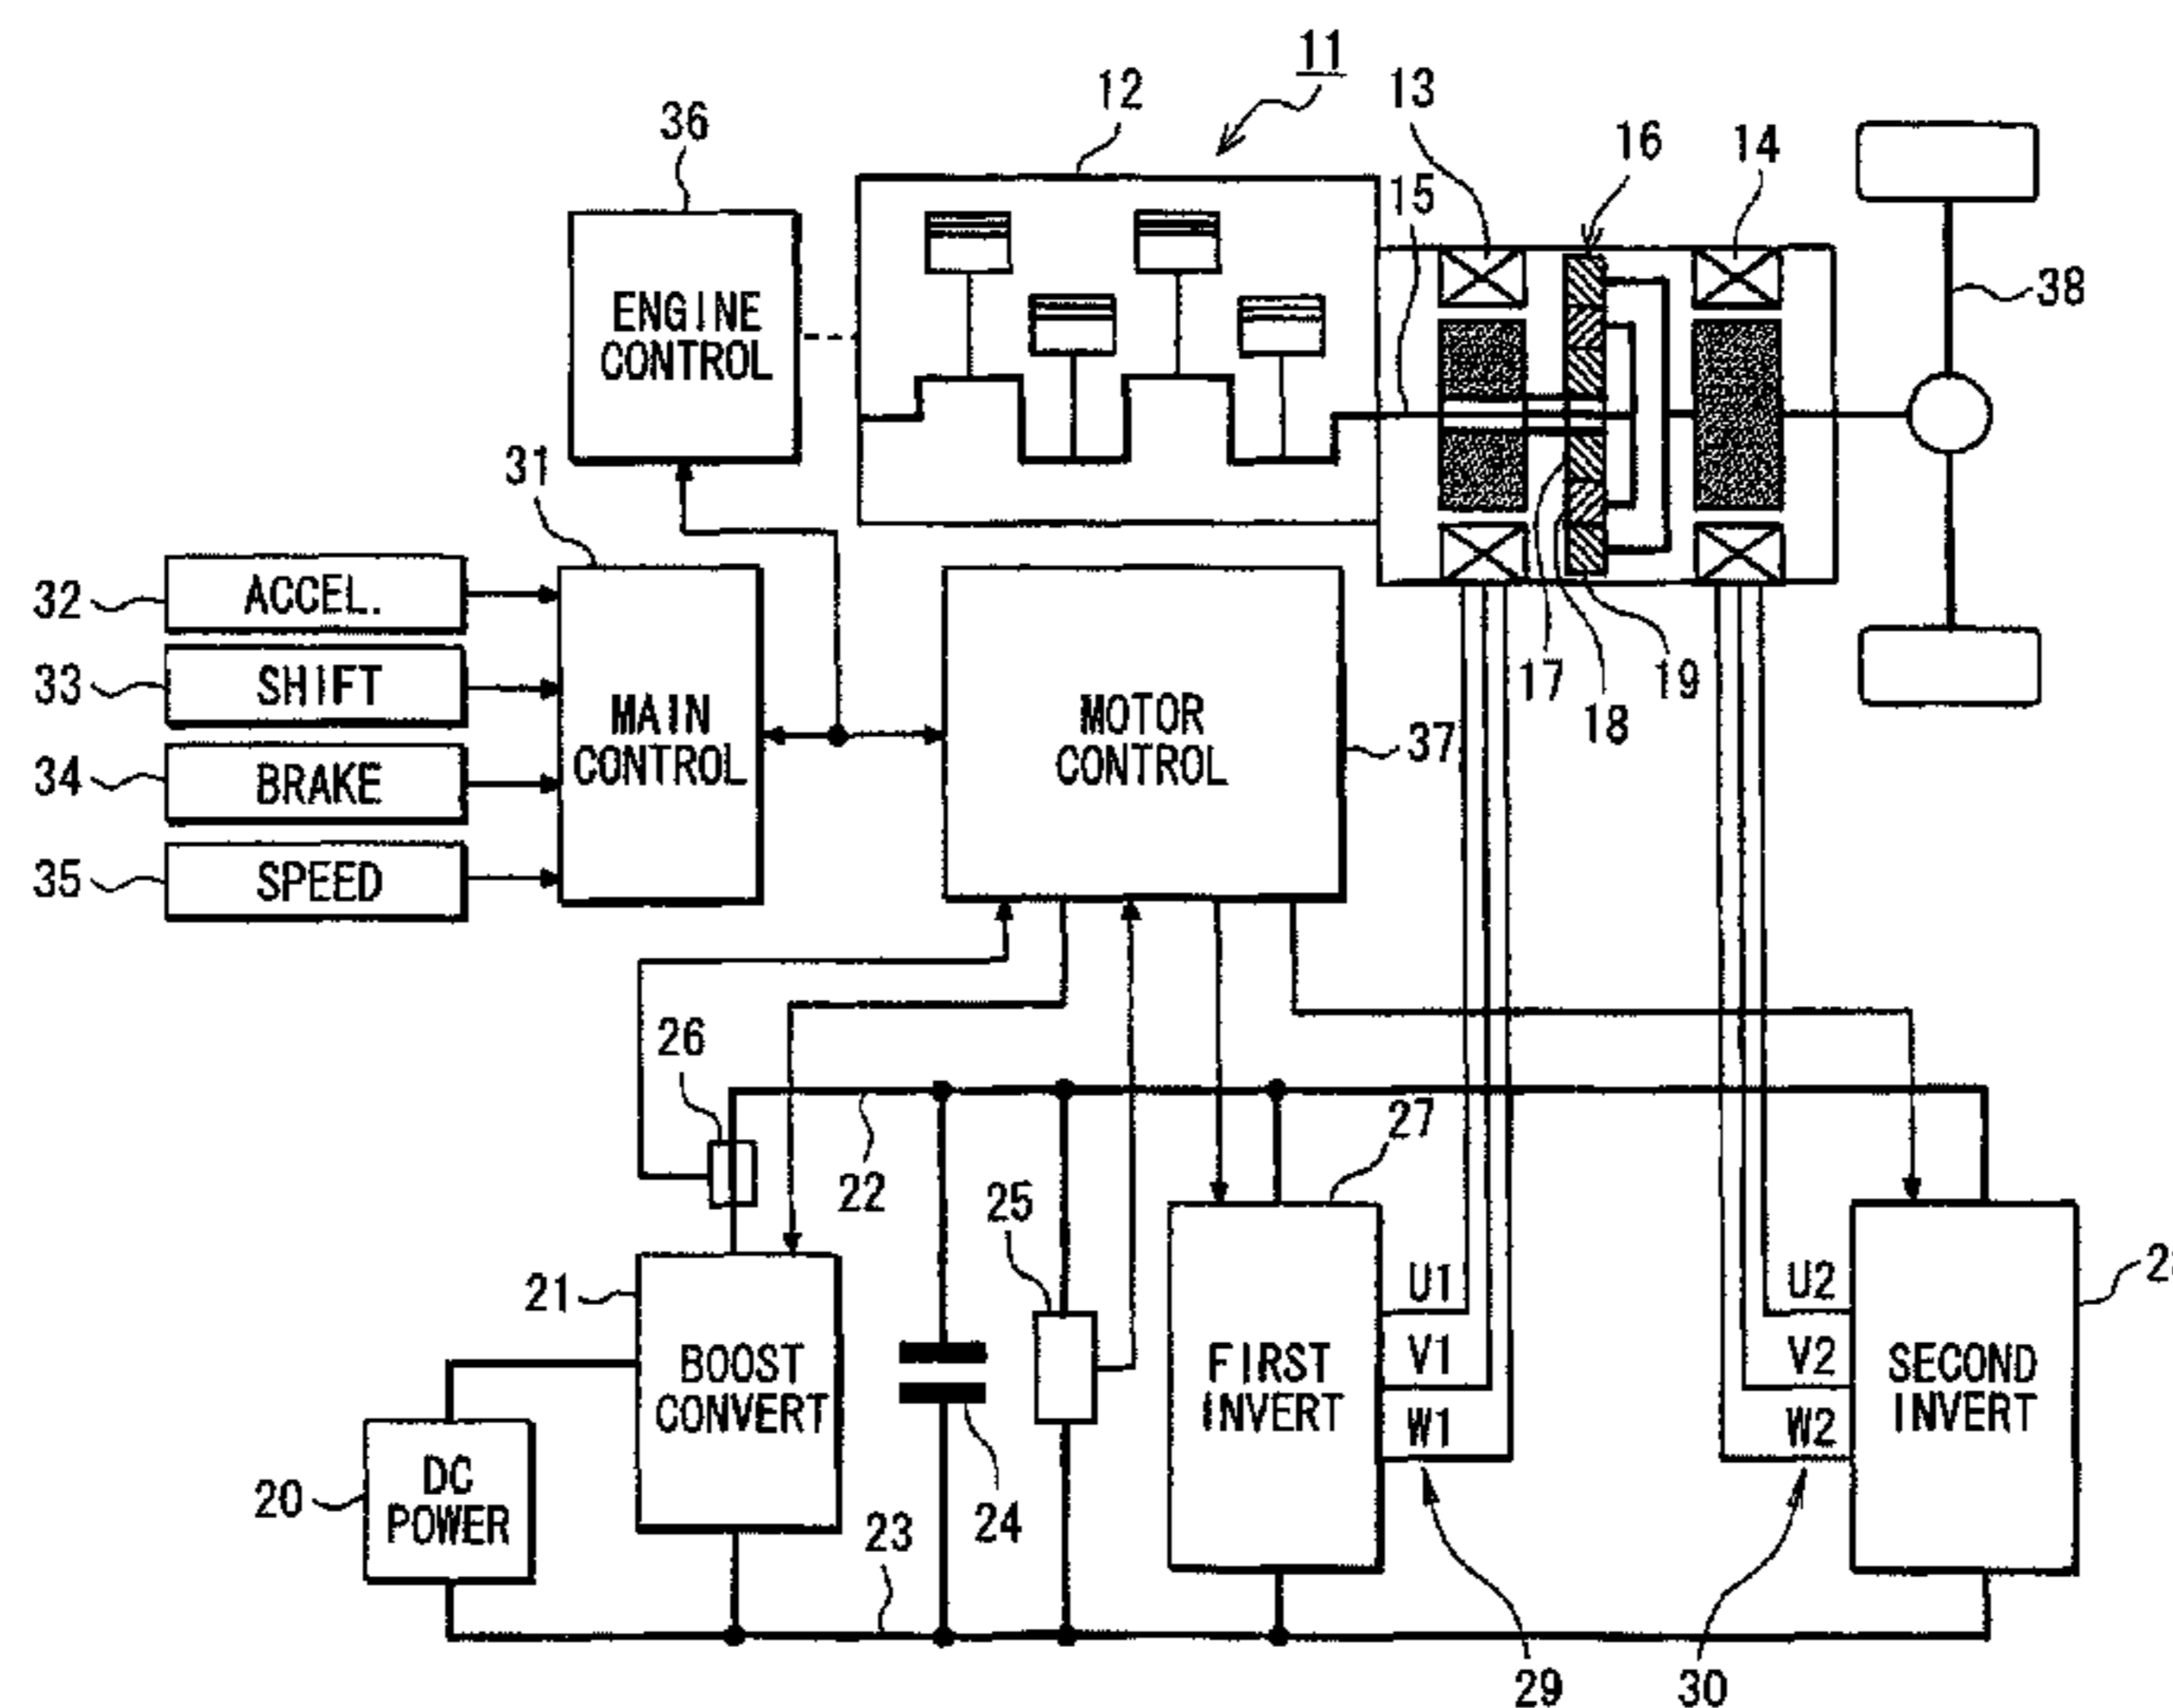 11
12
13
36
16
14
15
ENGINE
CONTROL
38
31
32
ACCEL.
33
SHIFT
34
BRAKE
35
SPEED
MAIN
CONTROL
MOTOR
CONTROL
37
17
18
19
26
22
27
25
21
BOOST
CONVERT
20
DC
POWER
24
23
FIRST
INVERT
U1
V1
W1
U2
V2
W2
SECOND
INVERT
29
30